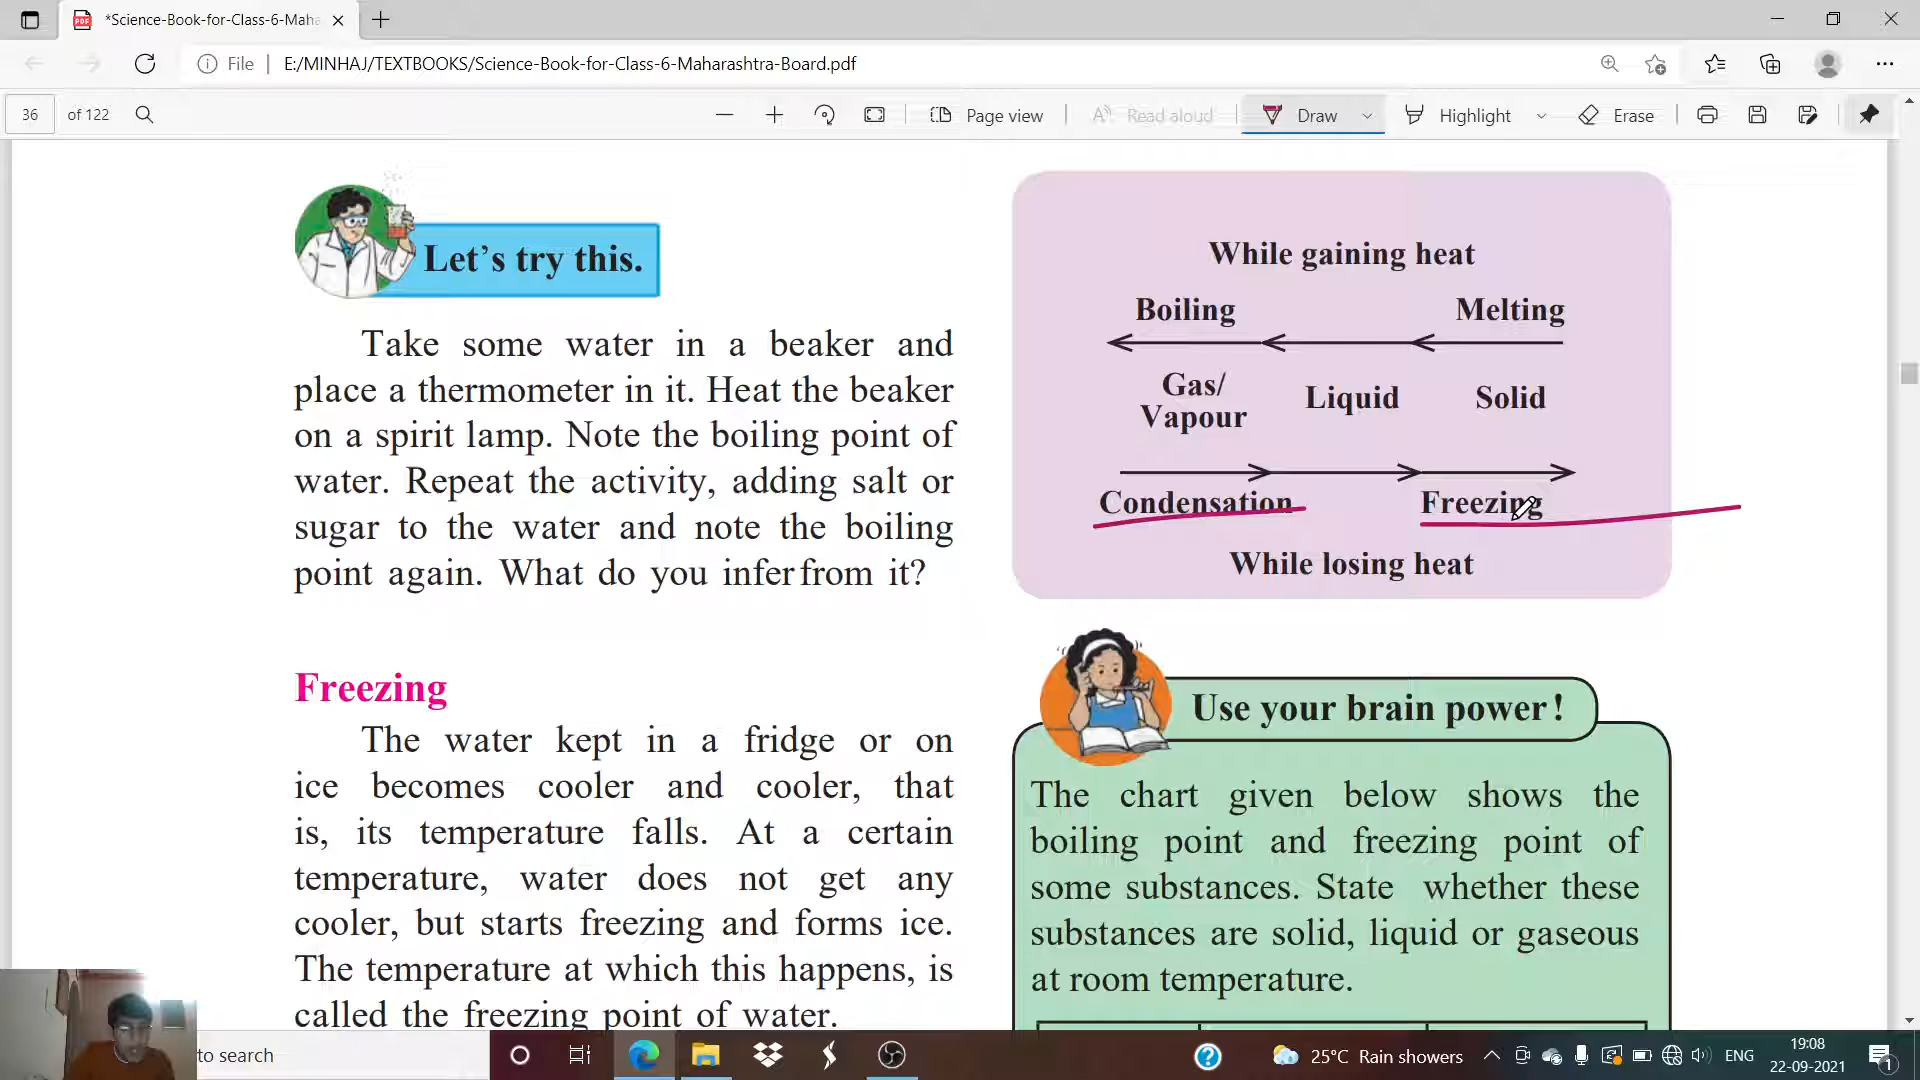 *Science-Book-for-Class-6-Maha
File
E:/MINHAJ/TEXTBOOKS/Science-Book-for-Class-6-Maharashtra-Board.pdf
36 of 122
Page view
Read aloud
Draw
Highlight
Erase
Let's try this.
Take some water in a beaker and
place a thermometer in it. Heat the beaker
on a spirit lamp. Note the boiling point of
water. Repeat the activity, adding salt or
sugar to the water and note the boiling
point again. What do you infer from it?
Freezing
The water kept in a fridge or on
ice becomes cooler and cooler, that
is, its temperature falls. At a certain
temperature, water does not get any
cooler, but starts freezing and forms ice.
The temperature at which this happens, is
called the freezing point of water.
While gaining heat
Boiling Melting
Gas/
Vapour
Liquid
Solid
Condensation Freezing
While losing heat
Use your brain power!
The chart given below shows the
boiling point and freezing point of
some substances. State whether these
substances are solid, liquid or gaseous
at room temperature.
to search
25°C Rain showers
ENG
19:08
22-09-2021
1